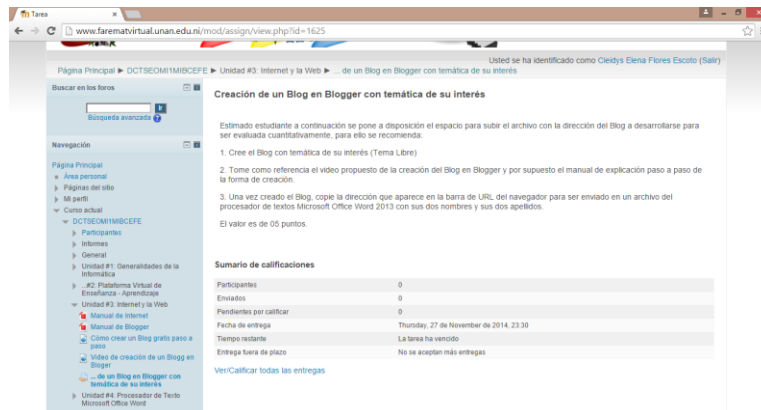 Tarea
www.farematvirtual.unan.edu.ni/mod/assign/view.php?id=1625
Usted se ha identificado como Cleidys Elena Flores Escoto (Salir)
Página Principal ► DCTSEOMI1MIBCEFE ► Unidad #3: Internet y la Web ► ... de un Blog en Blogger con temática de su interés
Buscar en los foros
Ir
Búsqueda avanzada
Navegación
Página Principal
Área personal
Páginas del sitio
Mi perfil
Curso actual
DCTSEOMI1MIBCEFE
Participantes
Informes
General
Unidad #1: Generalidades de la
Informática
...#2: Plataforma Virtual de
Enseñanza - Aprendizaje
Unidad #3: Internet y la Web
Manual de Internet
Manual de Blogger
Cómo crear un Blog gratis paso a
paso
Video de creación de un Blogg en
Bloger
... de un Blog en Blogger con
temática de su interés
Unidad #4: Procesador de Texto
Microsoft Office Word
Creación de un Blog en Blogger con temática de su interés
Estimado estudiante a continuación se pone a disposición el espacio para subir el archivo con la dirección del Blog a desarrollarse para
ser evaluada cuantitativamente, para ello se recomienda:
1. Cree el Blog con temática de su interés (Tema Libre)
2. Tome como referencia el video propuesto de la creación del Blog en Blogger y por supuesto el manual de explicación paso a paso de
la forma de creación.
3. Una vez creado el Blog, copie la dirección que aparece en la barra de URL del navegador para ser enviado en un archivo del
procesador de textos Microsoft Office Word 2013 con sus dos nombres y sus dos apellidos.
El valor es de 05 puntos.
Sumario de calificaciones
Participantes 0
Enviados 0
Pendientes por calificar 0
Fecha de entrega Thursday, 27 de November de 2014, 23:30
Tiempo restante La tarea ha vencido
Entrega fuera de plazo No se aceptan más entregas
Ver/Calificar todas las entregas